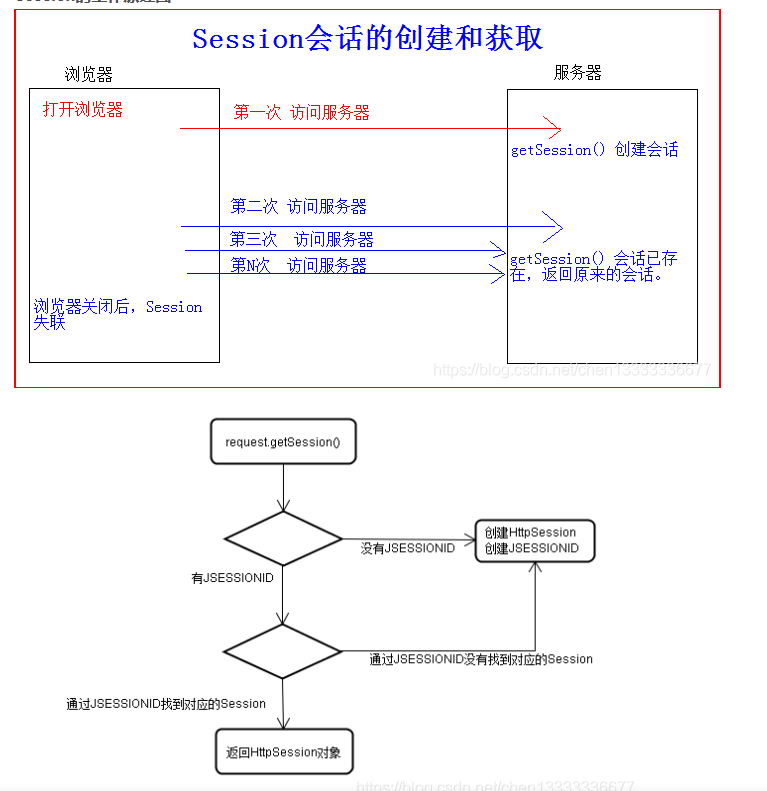 Session会话的创建和获取
浏览器
服务器
打开浏览器
第一次 访问服务器
getSession() 创建会话
第二次 访问服务器
第三次 访问服务器
第N次 访问服务器
getSession() 会话已存
在，返回原来的会话。
浏览器关闭后，Session
失联
https://blog.csdn.net/chen13333336677
request.getSession()
没有JSESSIONID
创建HttpSession
创建JSESSIONID
有JSESSIONID
通过JSESSIONID没有找到对应的Session
通过JSESSIONID找到对应的Session
返回HttpSession对象
https://blog.csdn.net/chen13333336677